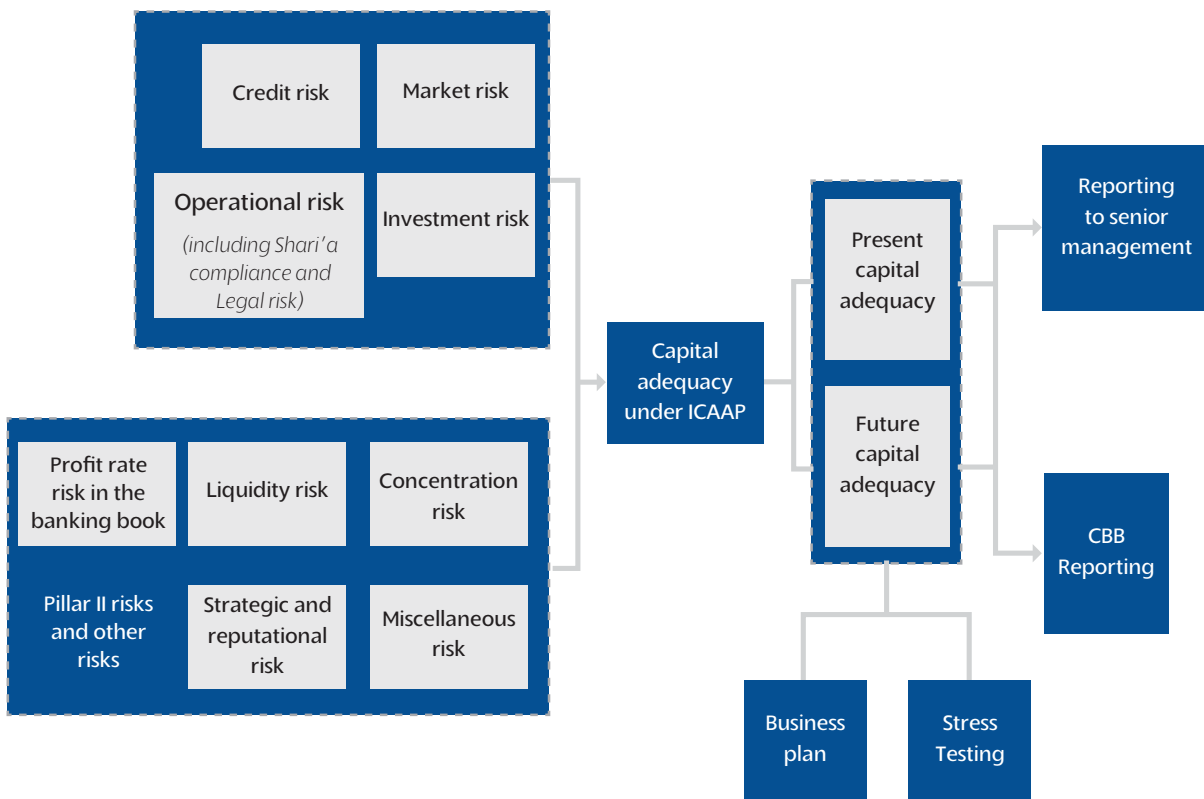 Credit risk
Market risk
Operational risk
(including Shari’a
compliance and
Legal risk)
Investment risk
Profit rate
risk in the
banking book
Liquidity risk
Concentration
risk
Pillar II risks
and other
risks
Strategic and
reputational
risk
Miscellaneous
risk
Capital
adequacy
under ICAAP
Present
capital
adequacy
Future
capital
adequacy
Reporting
to senior
management
CBB
Reporting
Business
plan
Stress
Testing